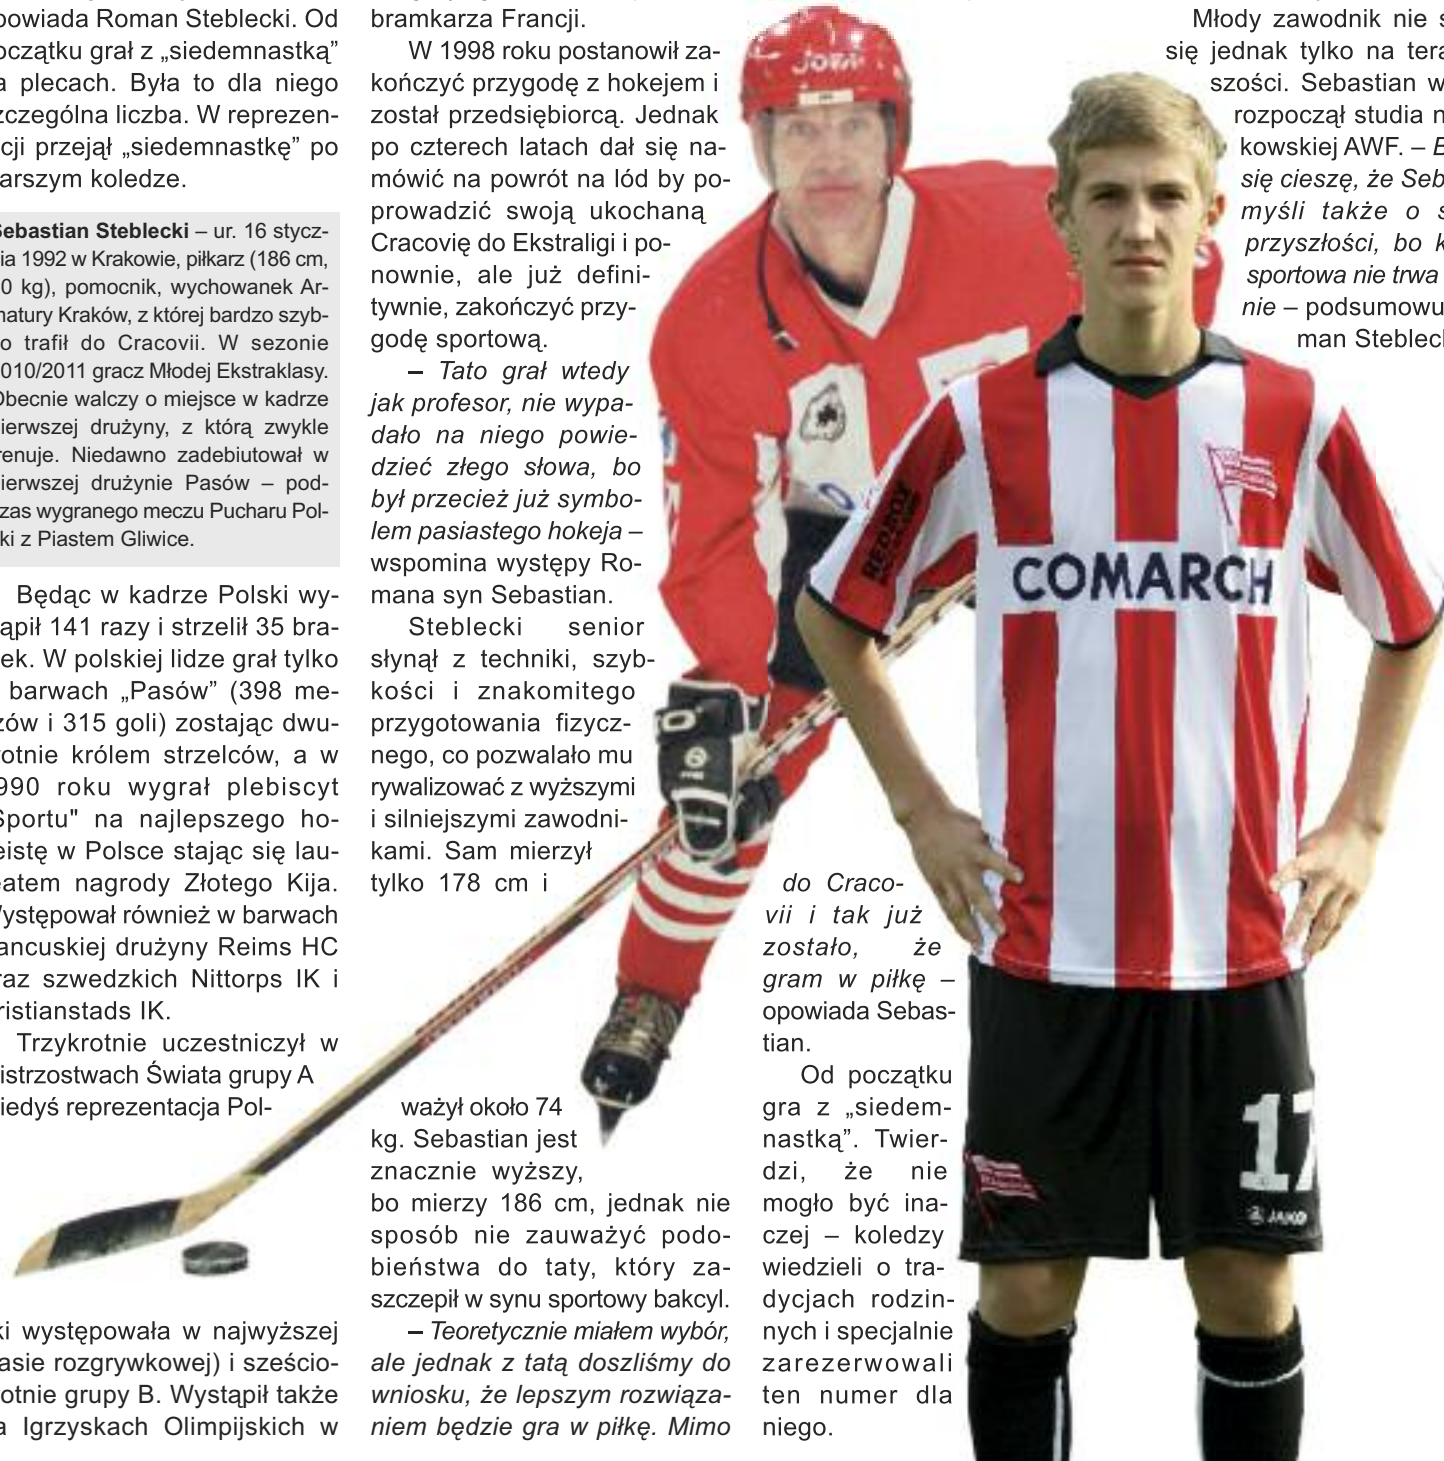 powiada Roman Steblecki. Od
oczątku grał z „siedemnastką”
a plecach. Była to dla niego
zczególna liczba. W reprezen-
cji przejął „siedemnastkę” po
arszym koledze.
Sebastian Steblecki – ur. 16 stycz-
ia 1992 w Krakowie, piłkarz (186 cm,
0 kg), pomocnik, wychowanek Ar-
matury Kraków, z której bardzo szyb-
o trafił do Cracovii. W sezonie
010/2011 gracz Młodej Ekstraklasy.
Obecnie walczy o miejsce w kadrze
ierwszej drużyny, z którą zwykle
renuje. Niedawno zadebiutował w
ierwszej drużynie Pasów – pod-
zas wygranego meczu Pucharu Pol-
ki z Piastem Gliwice.
Będąc w kadrze Polski wy-
ąpił 141 razy i strzelił 35 bra-
ek. W polskiej lidze grał tylko
barwach „Pasów” (398 me-
zów i 315 goli) zostając dwu-
otnie królem strzelców, a w
990 roku wygrał plebiscyt
Sportu" na najlepszego ho-
eistę w Polsce stając się lau-
eatem nagrody Złotego Kija.
Występował również w barwach
ancuskiej drużyny Reims HC
raz szwedzkich Nittorps IK i
ristianstads IK.
Trzykrotnie uczestniczył w
istrzostwach Świata grupy A
iedyś reprezentacja Pol-
ki występowała w najwyższej
asie rozgrywkowej) i sześcio-
otnie grupy B. Wystąpił także
a Igrzyskach Olimpijskich w
bramkarza Francji.
W 1998 roku postanowił za-
kończyć przygodę z hokejem i
został przedsiębiorcą. Jednak
po czterech latach dał się na-
mówić na powrót na lód by po-
prowadzić swoją ukochaną
Cracovię do Ekstraligi i po-
nownie, ale już defini-
tywnie, zakończyć przy-
godę sportową.
– Tato grał wtedy
jak profesor, nie wypa-
dało na niego powie-
dzieć złego słowa, bo
był przecież już symbo-
lem pasiastego hokeja –
wspomina występy Ro-
mana syn Sebastian.
Steblecki senior
słynął z techniki, szyb-
kości i znakomitego
przygotowania fizycz-
nego, co pozwalało mu
rywalizować z wyższymi
i silniejszymi zawodni-
kami. Sam mierzył
tylko 178 cm i
ważył około 74
kg. Sebastian jest
znacznie wyższy,
bo mierzy 186 cm, jednak nie
sposób nie zauważyć podo-
bieństwa do taty, który za-
szczepił w synu sportowy bakcyl.
– Teoretycznie miałem wybór,
ale jednak z tatą doszliśmy do
wniosku, że lepszym rozwiąza-
niem będzie gra w piłkę. Mimo
do Craco-
vii i tak już
zostało, że
gram w piłkę –
opowiada Sebas-
tian.
Od początku
gra z „siedem-
nastką”. Twier-
dzi, że nie
mogło być ina-
czej – koledzy
wiedzieli o tra-
dycjach rodzin-
nych i specjalnie
zarezerwowali
ten numer dla
niego.
Młody zawodnik nie s
się jednak tylko na tera
szości. Sebastian w
rozpoczął studia n
kowskiej AWF. – B
się cieszę, że Seb
myśli także o s
przyszłości, bo k
sportowa nie trwa
nie – podsumowu
man Stebleck
JOFA
REDBOX
COMARCH
17
JAKO